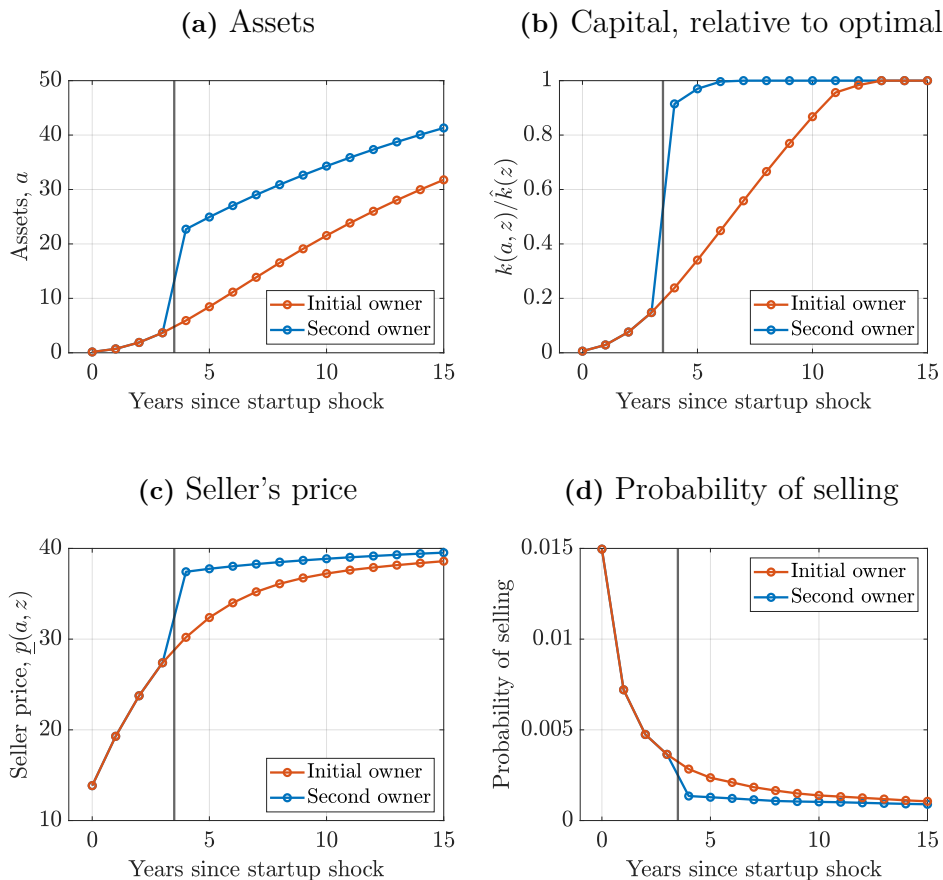 (a) Assets
50
40
30
20
10
0
0 5 10 15
Assets, a
Years since startup shock
Initial owner
Second owner
(b) Capital, relative to optimal
1
0.8
0.6
0.4
0.2
0
0 5 10 15
k(a, z)/k̂(z)
Years since startup shock
Initial owner
Second owner
(c) Seller's price
40
30
20
10
0 5 10 15
Seller price, p̲(a, z)
Years since startup shock
Initial owner
Second owner
(d) Probability of selling
0.015
0.01
0.005
0
0 5 10 15
Probability of selling
Years since startup shock
Initial owner
Second owner